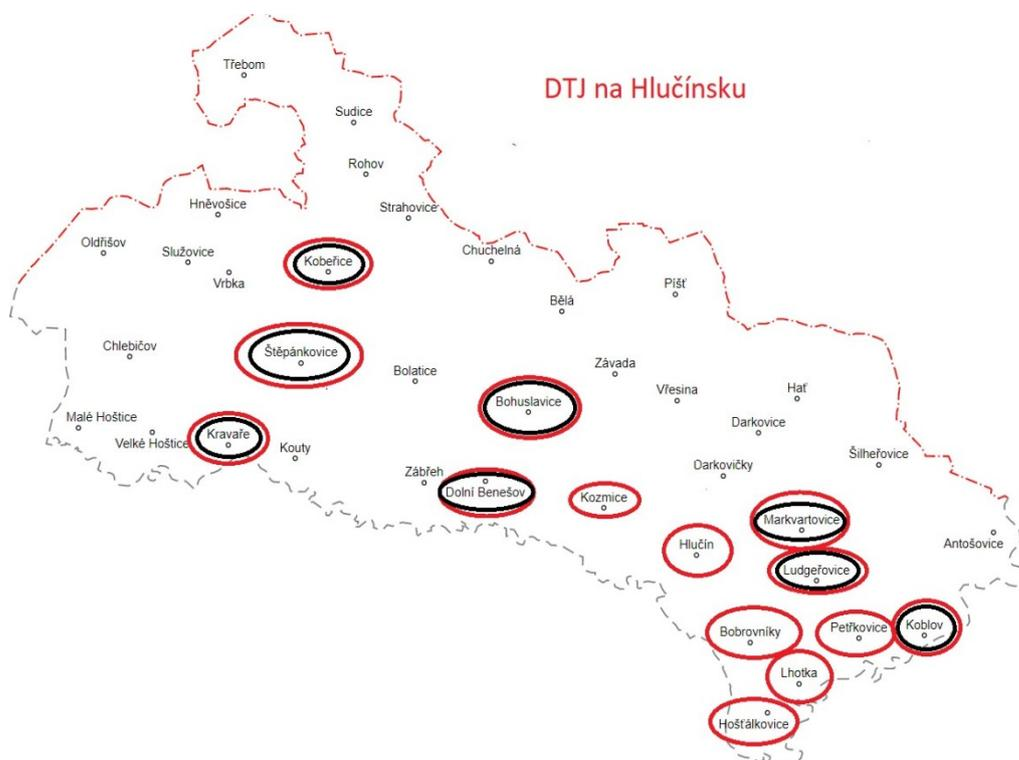 Třebom
DTJ na Hlučínsku
Sudice
Rohov
Hněvošice
Strahovice
Oldřišov
Služovice
Kobeřice
Chuchelná
Vrbka
Píšť
Bělá
Chlebičov
Štěpánkovice
Bolatice
Závada
Vřesina
Hať
Bohuslavice
Malé Hoštice
Velké Hoštice
Kravaře
Kouty
Darkovice
Šilheřovice
Zábřeh
Darkovičky
Dolní Benešov
Kozmice
Markvartovice
Hlučín
Antošovice
Ludgeřovice
Bobrovníky
Petřkovice
Koblov
Lhotka
Hošťálkovice